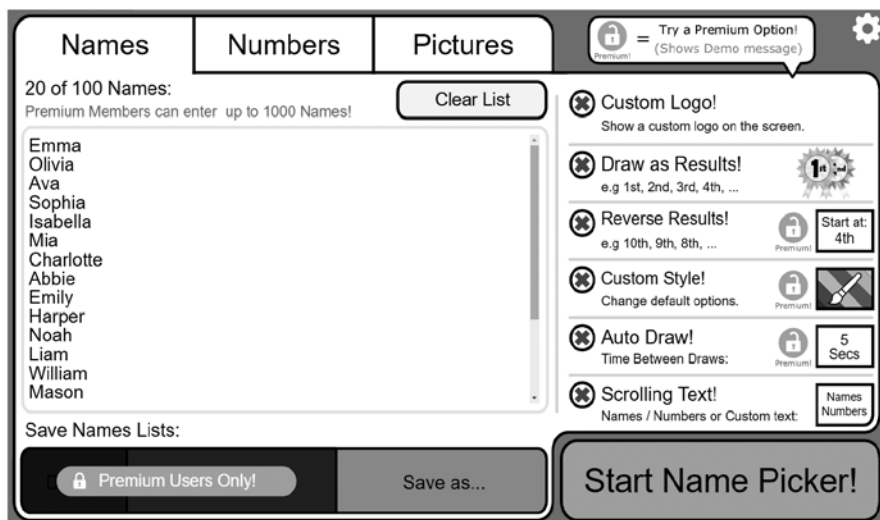 Names
Numbers
Pictures
Premium!
= Try a Premium Option!
(Shows Demo message)
20 of 100 Names:
Premium Members can enter up to 1000 Names!
Clear List
Emma
Olivia
Ava
Sophia
Isabella
Mia
Charlotte
Abbie
Emily
Harper
Noah
Liam
William
Mason
Save Names Lists:
Premium Users Only!
Save as...
Custom Logo!
Show a custom logo on the screen.
Draw as Results!
e.g 1st, 2nd, 3rd, 4th, ...
1st
2nd
Reverse Results!
e.g 10th, 9th, 8th, ...
Premium!
Start at:
4th
Custom Style!
Change default options.
Premium!
Auto Draw!
Time Between Draws:
Premium!
5
Secs
Scrolling Text!
Names / Numbers or Custom text:
Names
Numbers
Start Name Picker!